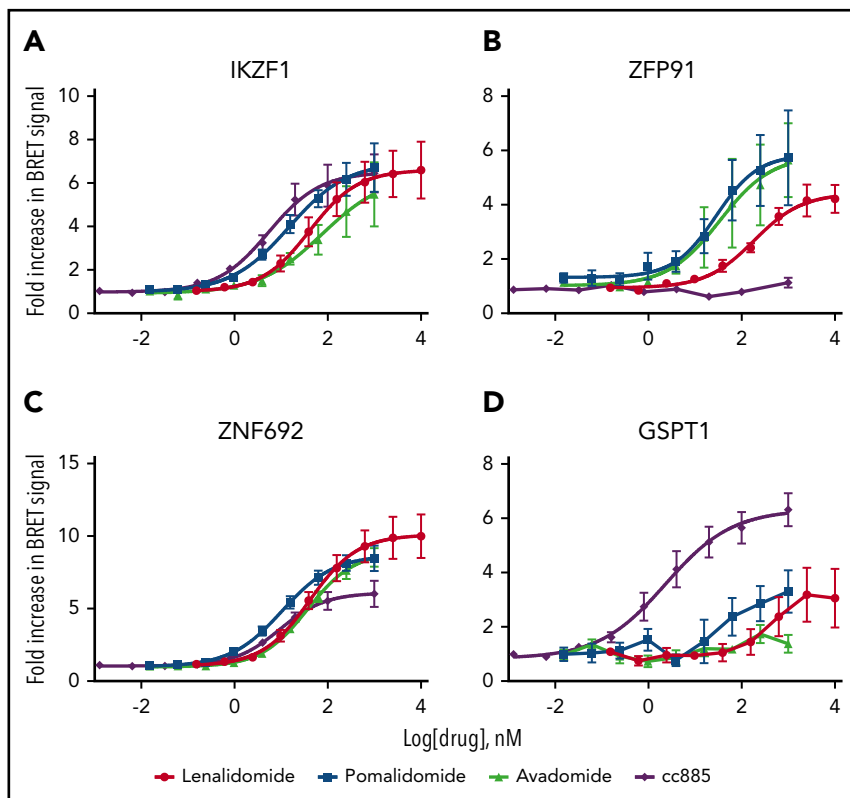 A
IKZF1
Fold increase in BRET signal
10
8
6
4
2
0
-2 0 2 4
B
ZFP91
8
6
4
2
0
-2 0 2 4
C
ZNF692
Fold increase in BRET signal
15
10
5
0
-2 0 2 4
D
GSPT1
8
6
4
2
0
-2 0 2 4
Log[drug], nM
Lenalidomide Pomalidomide Avadomide cc885